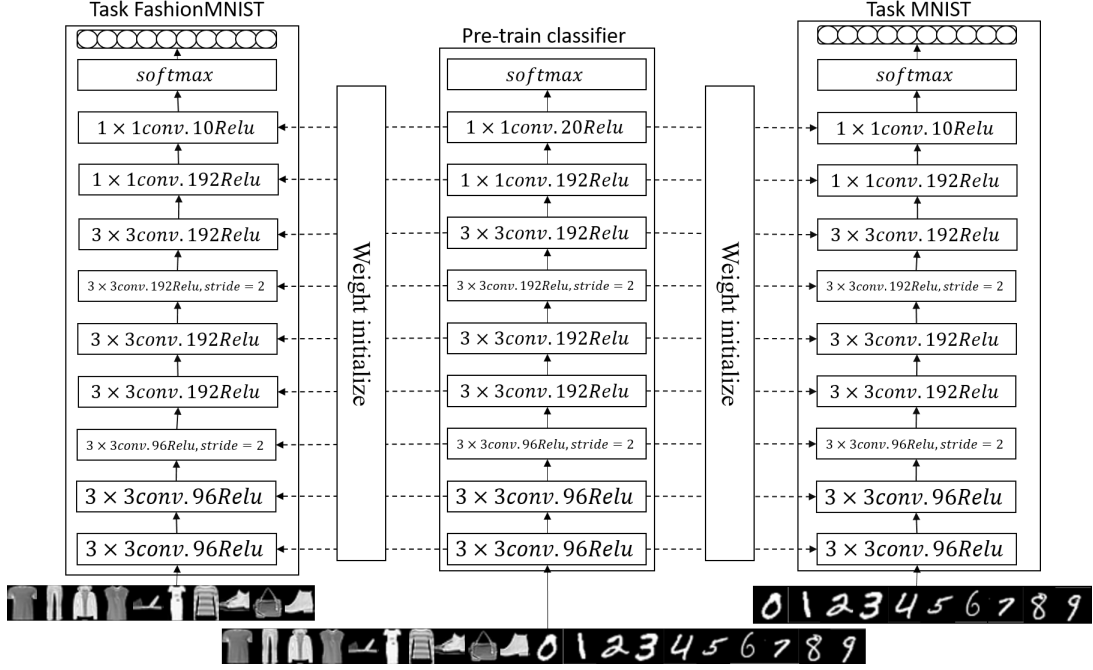 Task FashionMNIST
softmax
1 × 1conv.10Relu
1 × 1conv.192Relu
3 × 3conv.192Relu
3 × 3conv.192Relu, stride = 2
3 × 3conv.192Relu
3 × 3conv.192Relu
3 × 3conv.96Relu, stride = 2
3 × 3conv.96Relu
3 × 3conv.96Relu
Weight initialize
Pre-train classifier
softmax
1 × 1conv.20Relu
1 × 1conv.192Relu
3 × 3conv.192Relu
3 × 3conv.192Relu, stride = 2
3 × 3conv.192Relu
3 × 3conv.192Relu
3 × 3conv.96Relu, stride = 2
3 × 3conv.96Relu
3 × 3conv.96Relu
0 1 2 3 4 5 6 7 8 9
Weight initialize
Task MNIST
softmax
1 × 1conv.10Relu
1 × 1conv.192Relu
3 × 3conv.192Relu
3 × 3conv.192Relu, stride = 2
3 × 3conv.192Relu
3 × 3conv.192Relu
3 × 3conv.96Relu, stride = 2
3 × 3conv.96Relu
3 × 3conv.96Relu
0 1 2 3 4 5 6 7 8 9